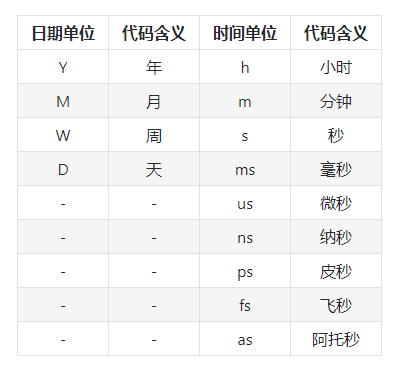 日期单位 代码含义 时间单位 代码含义
Y 年 h 小时
M 月 m 分钟
W 周 s 秒
D 天 ms 毫秒
- - us 微秒
- - ns 纳秒
- - ps 皮秒
- - fs 飞秒
- - as 阿托秒